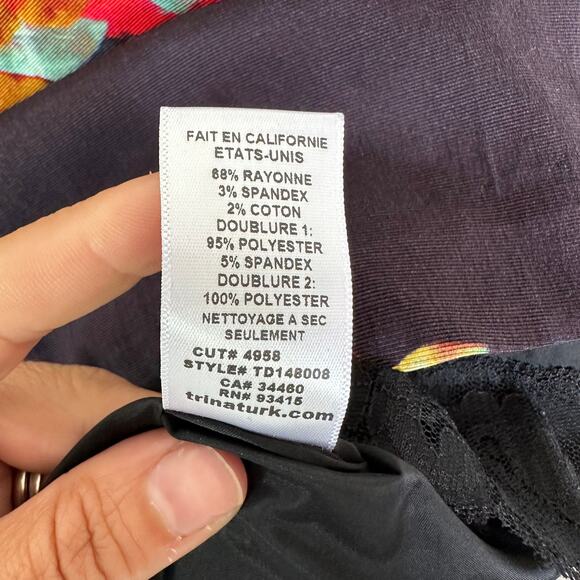 FAIT EN CALIFORNIE
ETATS-UNIS
68% RAYONNE
3% SPANDEX
2% COTON
DOUBLURE 1:
95% POLYESTER
5% SPANDEX
DOUBLURE 2:
100% POLYESTER
NETTOYAGE A SEC
SEULEMENT
CUT# 4958
STYLE# TD148008
CA# 34460
RN# 93415
trinaturk.com